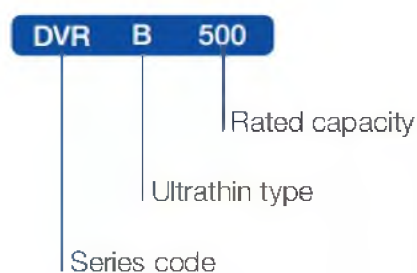 DVR B 500
Rated capacity
Ultrathin type
Series code